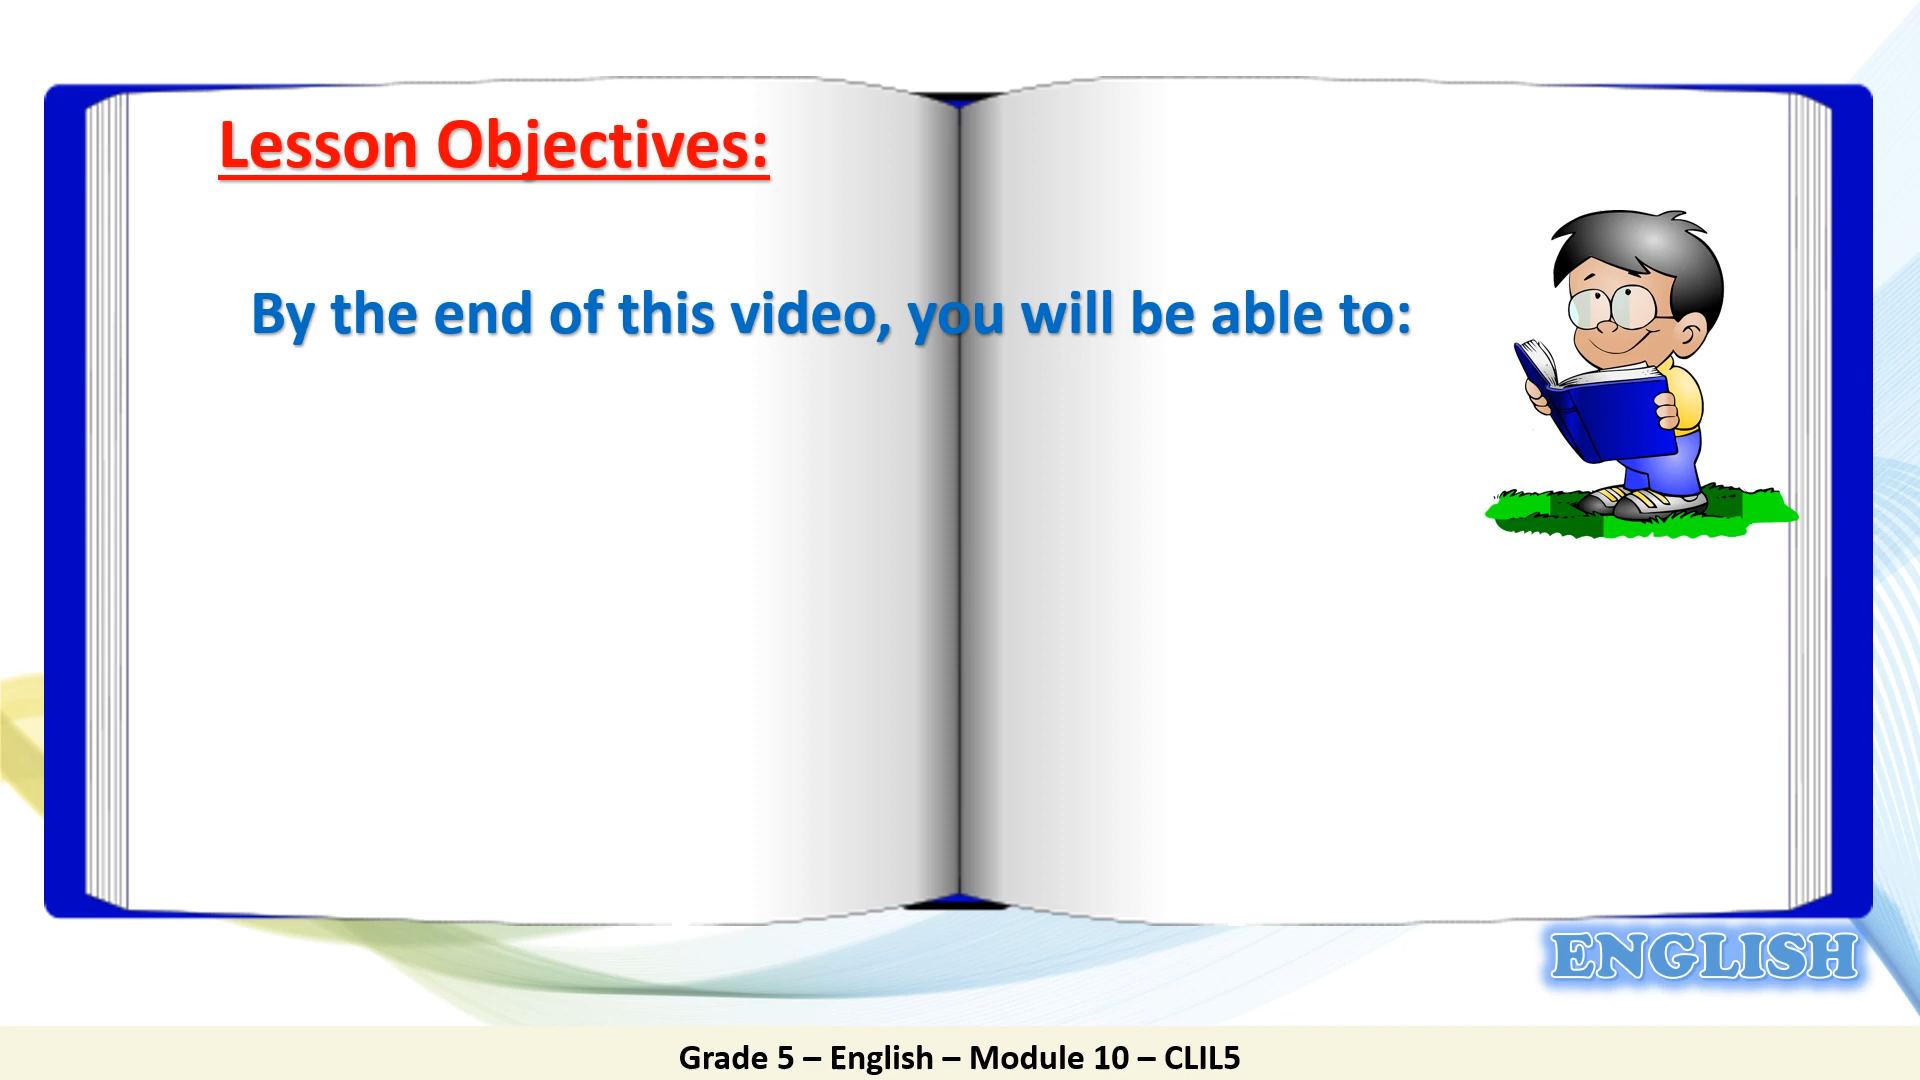 Lesson Objectives:
By the end of this video, you will be able to:
ENGLISH
Grade 5 – English – Module 10 – CLIL5